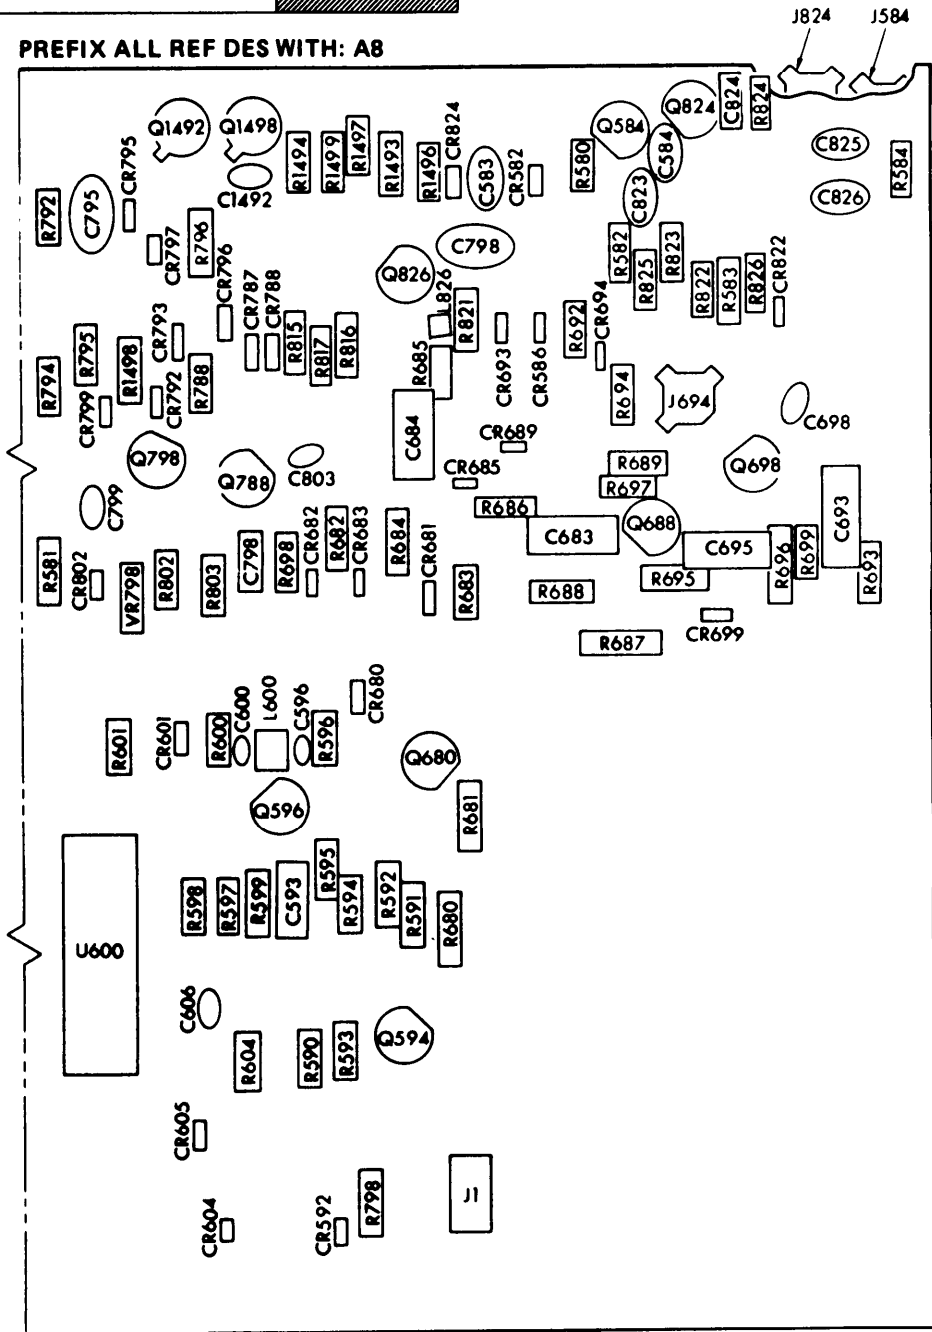 J824 J584
PREFIX ALL REF DES WITH: A8
Q1492
Q1498
CR795
R1494
R1499
R1497
R1493
R1496
CR824
C583
CR582
R580
Q584
C584
Q824
C824
R824
C825
R584
C826
R792
C795
C1492
C823
CR797
R796
CR796
C798
Q826
R582
R825
R823
R822
R583
R826
CR822
CR787
CR788
L826
R821
R692
CR694
CR793
R795
R1498
R815
R817
R816
R685
CR693
CR586
R794
CR799
CR792
R788
C684
R694
J694
C698
CR689
Q798
Q788
C803
CR685
R689
R697
Q698
C799
R686
C683
Q688
C695
C693
R581
CR802
VR798
R802
R803
C798
R698
CR682
R682
CR683
R684
CR681
R683
R688
R695
R696
R699
R693
R687
CR699
R601
CR601
R600
C600
L600
C596
R596
CR680
Q680
Q596
R681
U600
R598
R597
R599
C593
R595
R594
R592
R591
R680
C606
R604
R590
R593
Q594
CR605
CR604
CR592
R798
J1